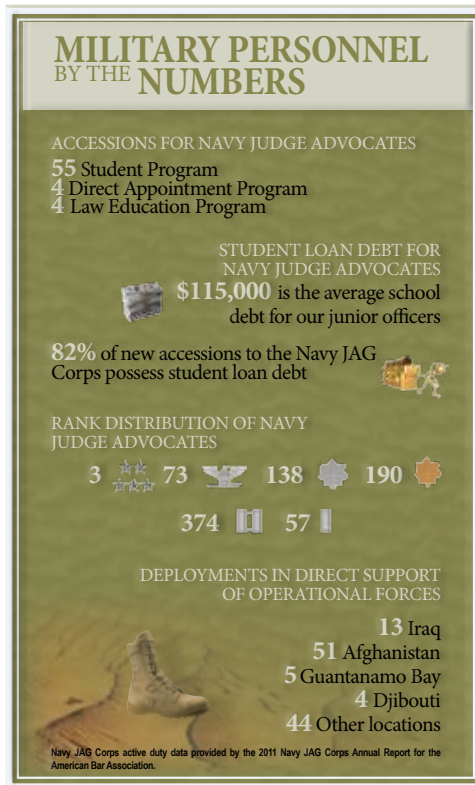 MILITARY PERSONNEL
BY THE NUMBERS
ACCESSIONS FOR NAVY JUDGE ADVOCATES
55 Student Program
4 Direct Appointment Program
4 Law Education Program
STUDENT LOAN DEBT FOR
NAVY JUDGE ADVOCATES
$115,000 is the average school
debt for our junior officers
82% of new accessions to the Navy JAG
Corps possess student loan debt
RANK DISTRIBUTION OF NAVY
JUDGE ADVOCATES
3 73 138 190
374 57
DEPLOYMENTS IN DIRECT SUPPORT
OF OPERATIONAL FORCES
13 Iraq
51 Afghanistan
5 Guantanamo Bay
4 Djibouti
44 Other locations
Navy JAG Corps active duty data provided by the 2011 Navy JAG Corps Annual Report for the
American Bar Association.